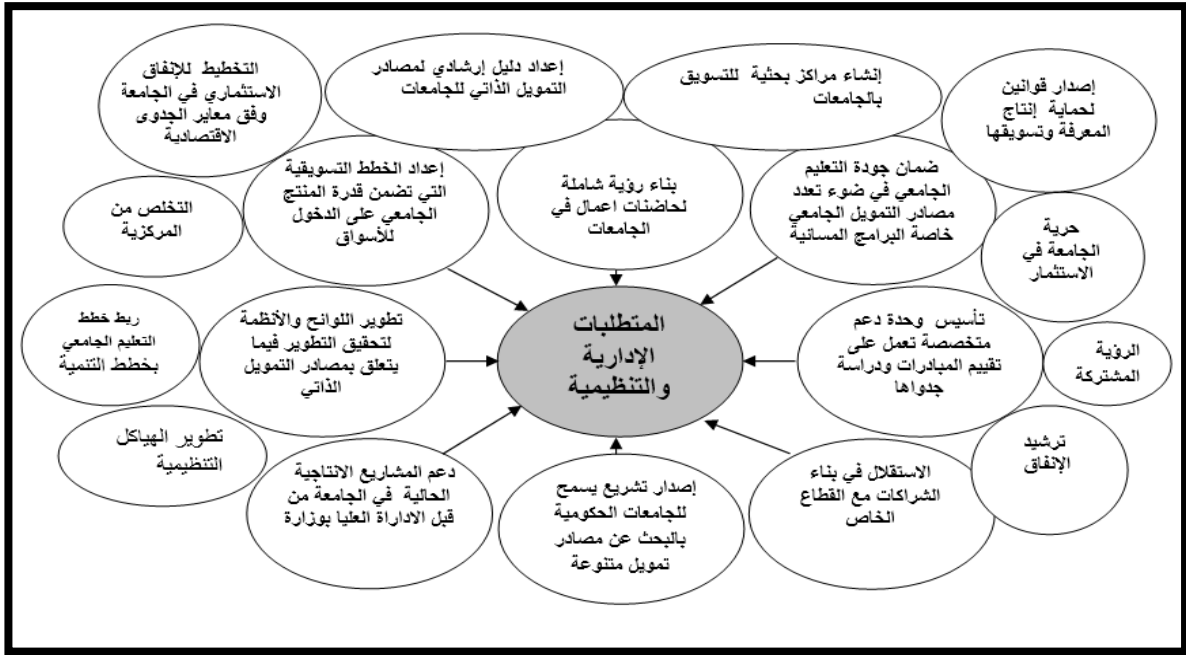 إنشاء مراكز بحثية للتسويق
بالجامعات
إعداد دليل إرشادي لمصادر
التمويل الذاتي للجامعات
التخطيط للإنفاق
الاستثماري في الجامعة
وفق معاير الجدوى
الاقتصادية
إصدار قوانين
لحماية إنتاج
المعرفة وتسويقها
ضمان جودة التعليم
الجامعي في ضوء تعدد
مصادر التمويل الجامعي
خاصة البرامج المسانية
بناء رؤية شاملة
لحاضنات اعمال في
الجامعات
إعداد الخطط التسويقية
التي تضمن قدرة المنتج
الجامعي على الدخول
للأسواق
التخلص من
المركزية
حرية
الجامعة في
الاستثمار
المتطلبات
الإدارية
والتنظيمية
تأسيس وحدة دعم
متخصصة تعمل على
تقييم المبادرات ودراسة
جدواها
تطوير اللوائح والأنظمة
لتحقيق التطوير فيما
يتعلق بمصادر التمويل
الذاتي
ربط خطط
التعليم الجامعي
بخطط التنمية
الرؤية
المشتركة
ترشيد
الإنفاق
الاستقلال في بناء
الشراكات مع القطاع
الخاص
إصدار تشريع يسمح
للجامعات الحكومية
بالبحث عن مصادر
تمويل متنوعة
دعم المشاريع الانتاجية
الحالية في الجامعة من
قبل الاداراة العليا بوزارة
تطوير الهياكل
التنظيمية